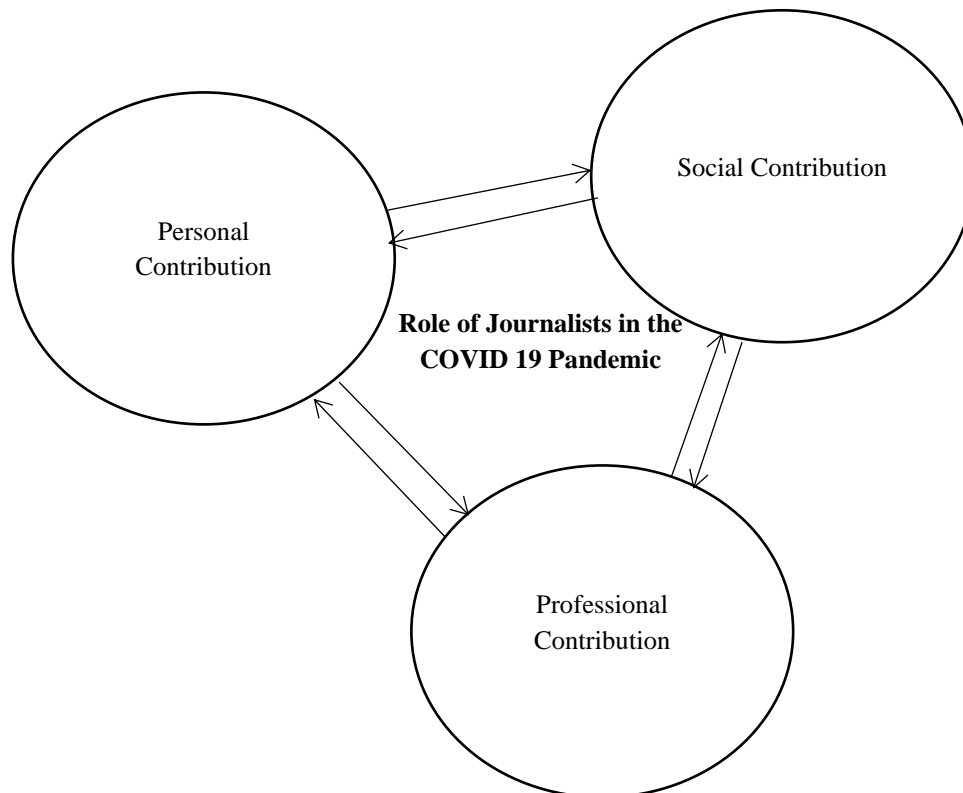 Social Contribution
Personal
Contribution
Role of Journalists in the
COVID 19 Pandemic
Professional
Contribution